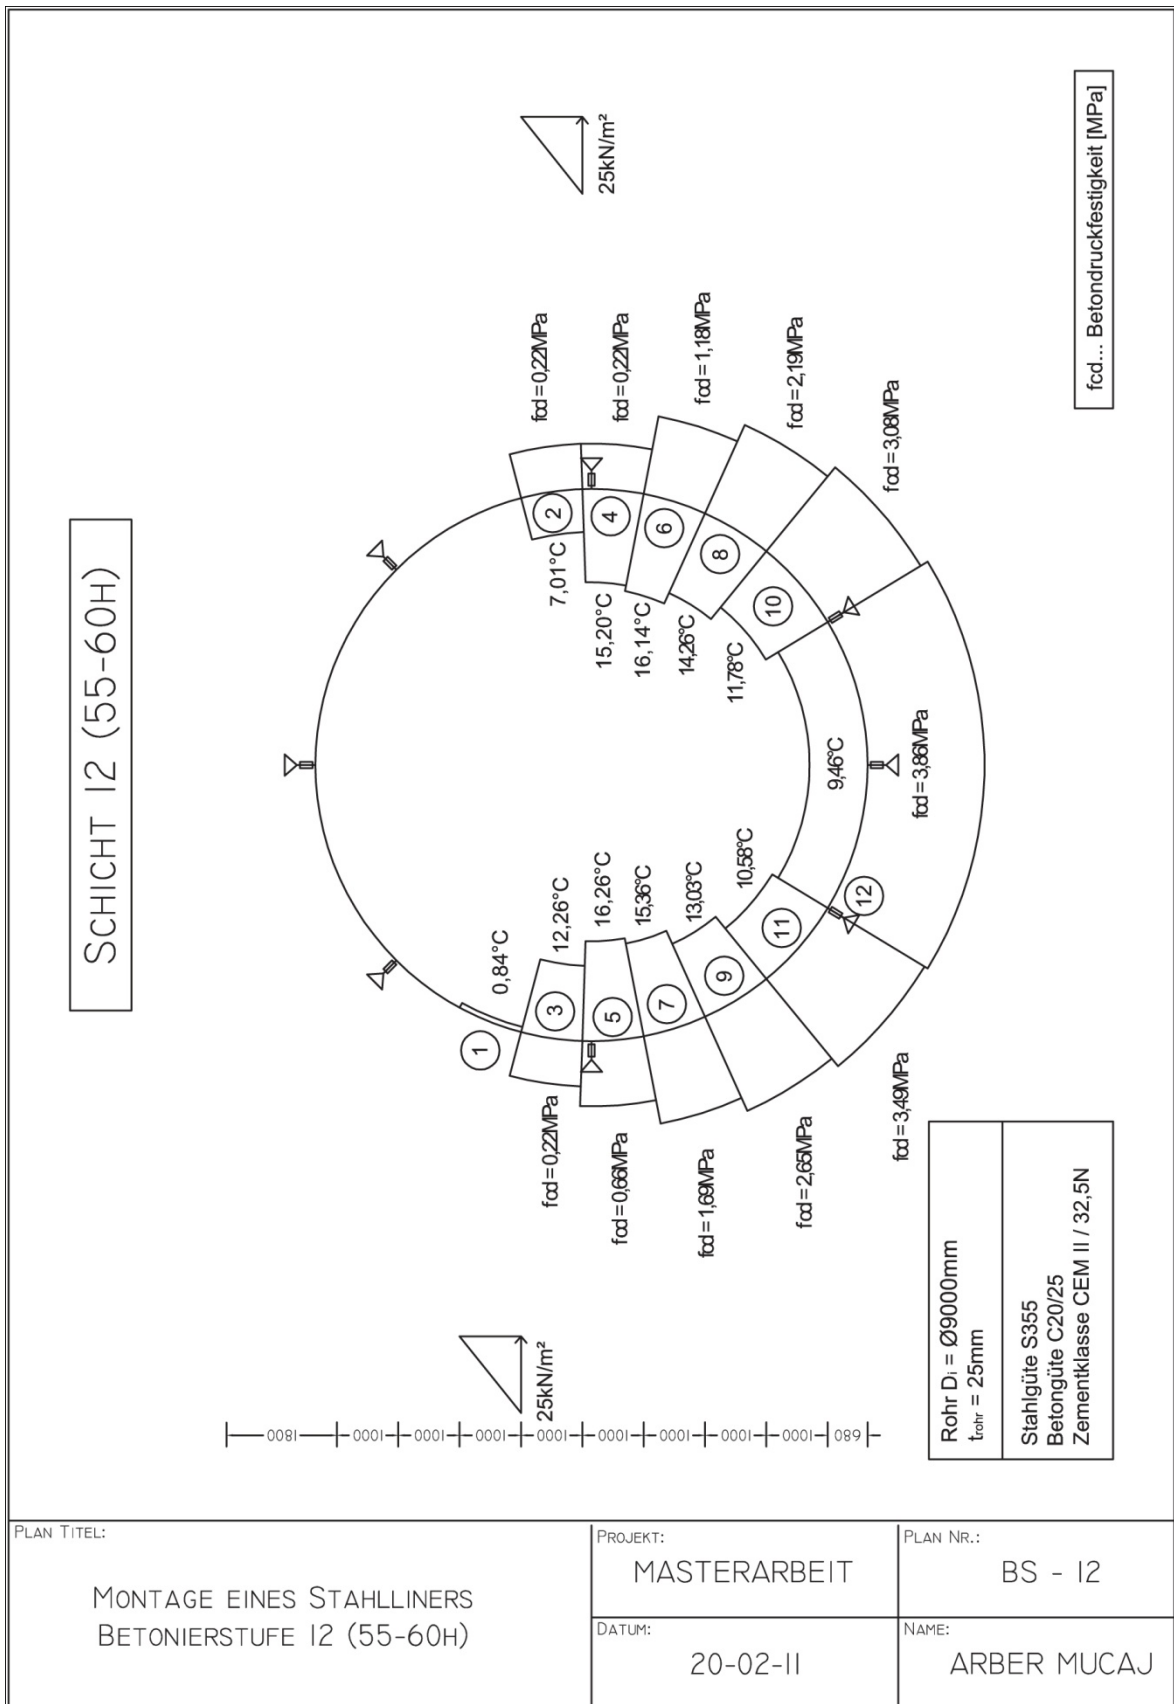 SCHICHT 12 (55-60H)
25kN/m²
25kN/m²
fcd... Betondruckfestigkeit [MPa]
1
0,84°C
2
7,01°C
fcd=0,22MPa
3
12,26°C
fcd=0,22MPa
4
15,20°C
fcd=0,22MPa
5
16,26°C
fcd=0,66MPa
6
16,14°C
fcd=1,18MPa
7
15,36°C
fcd=1,69MPa
8
14,26°C
fcd=2,19MPa
9
13,03°C
fcd=2,65MPa
10
11,78°C
fcd=3,08MPa
11
10,58°C
fcd=3,49MPa
12
9,46°C
fcd=3,86MPa
1800
1000
1000
1000
1000
1000
1000
1000
1000
1000
680
Rohr Di = Ø9000mm
trohr = 25mm
Stahlgüte S355
Betongüte C20/25
Zementklasse CEM II / 32,5N
PLAN TITEL:
MONTAGE EINES STAHLLINERS
BETONIERSTUFE 12 (55-60H)
PROJEKT:
MASTERARBEIT
PLAN NR.:
BS - 12
DATUM:
20-02-11
NAME:
ARBER MUCAJ